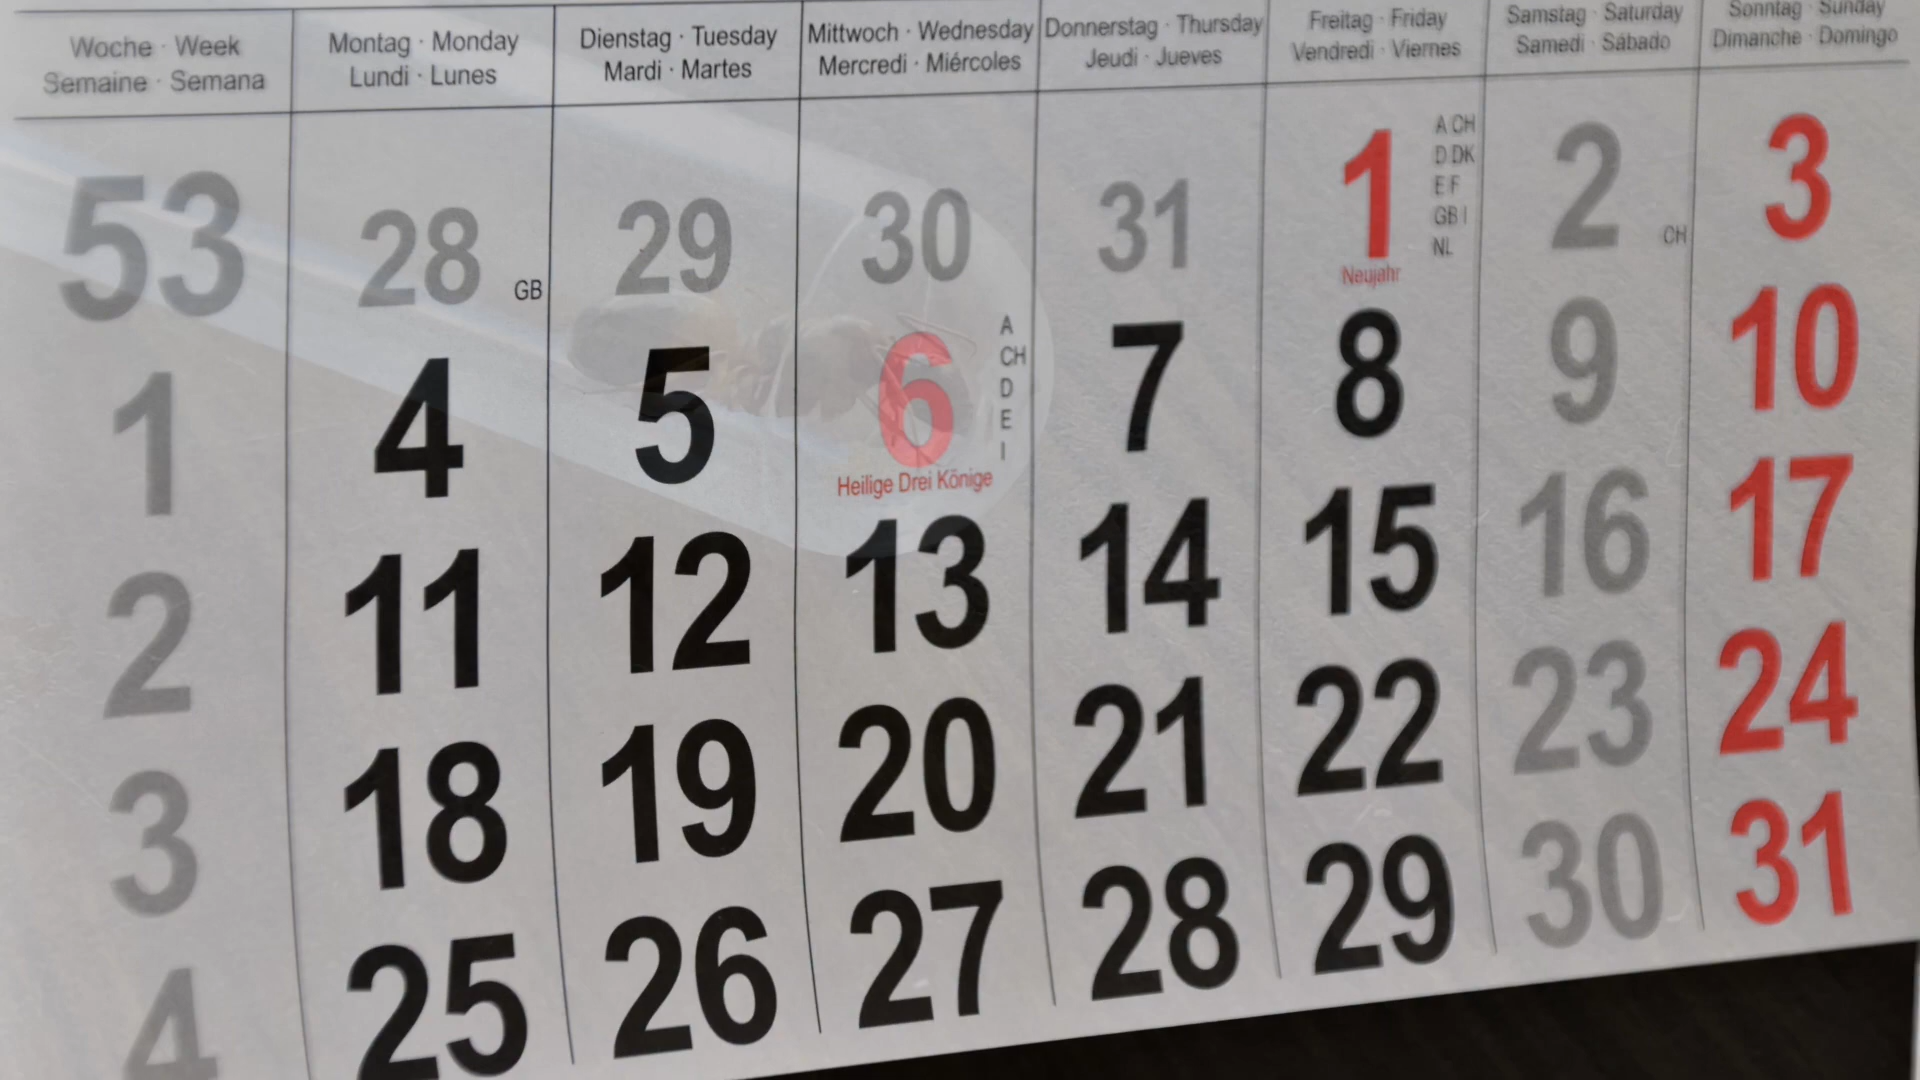 Woche · Week
Semaine · Semana
Montag · Monday
Lundi · Lunes
Dienstag · Tuesday
Mardi · Martes
Mittwoch · Wednesday
Mercredi · Miércoles
Donnerstag · Thursday
Jeudi · Jueves
Freitag · Friday
Vendredi · Viernes
Samstag · Saturday
Samedi · Sábado
Sonntag · Sunday
Dimanche · Domingo
53 28 GB 29 30 31 1 2 CH 3
A CH
D DK
E F
GB I
NL
Neujahr
1 4 5 6 7 8 9 10
A
CH
D
E
I
Heilige Drei Könige
2 11 12 13 14 15 16 17
3 18 19 20 21 22 23 24
4 25 26 27 28 29 30 31